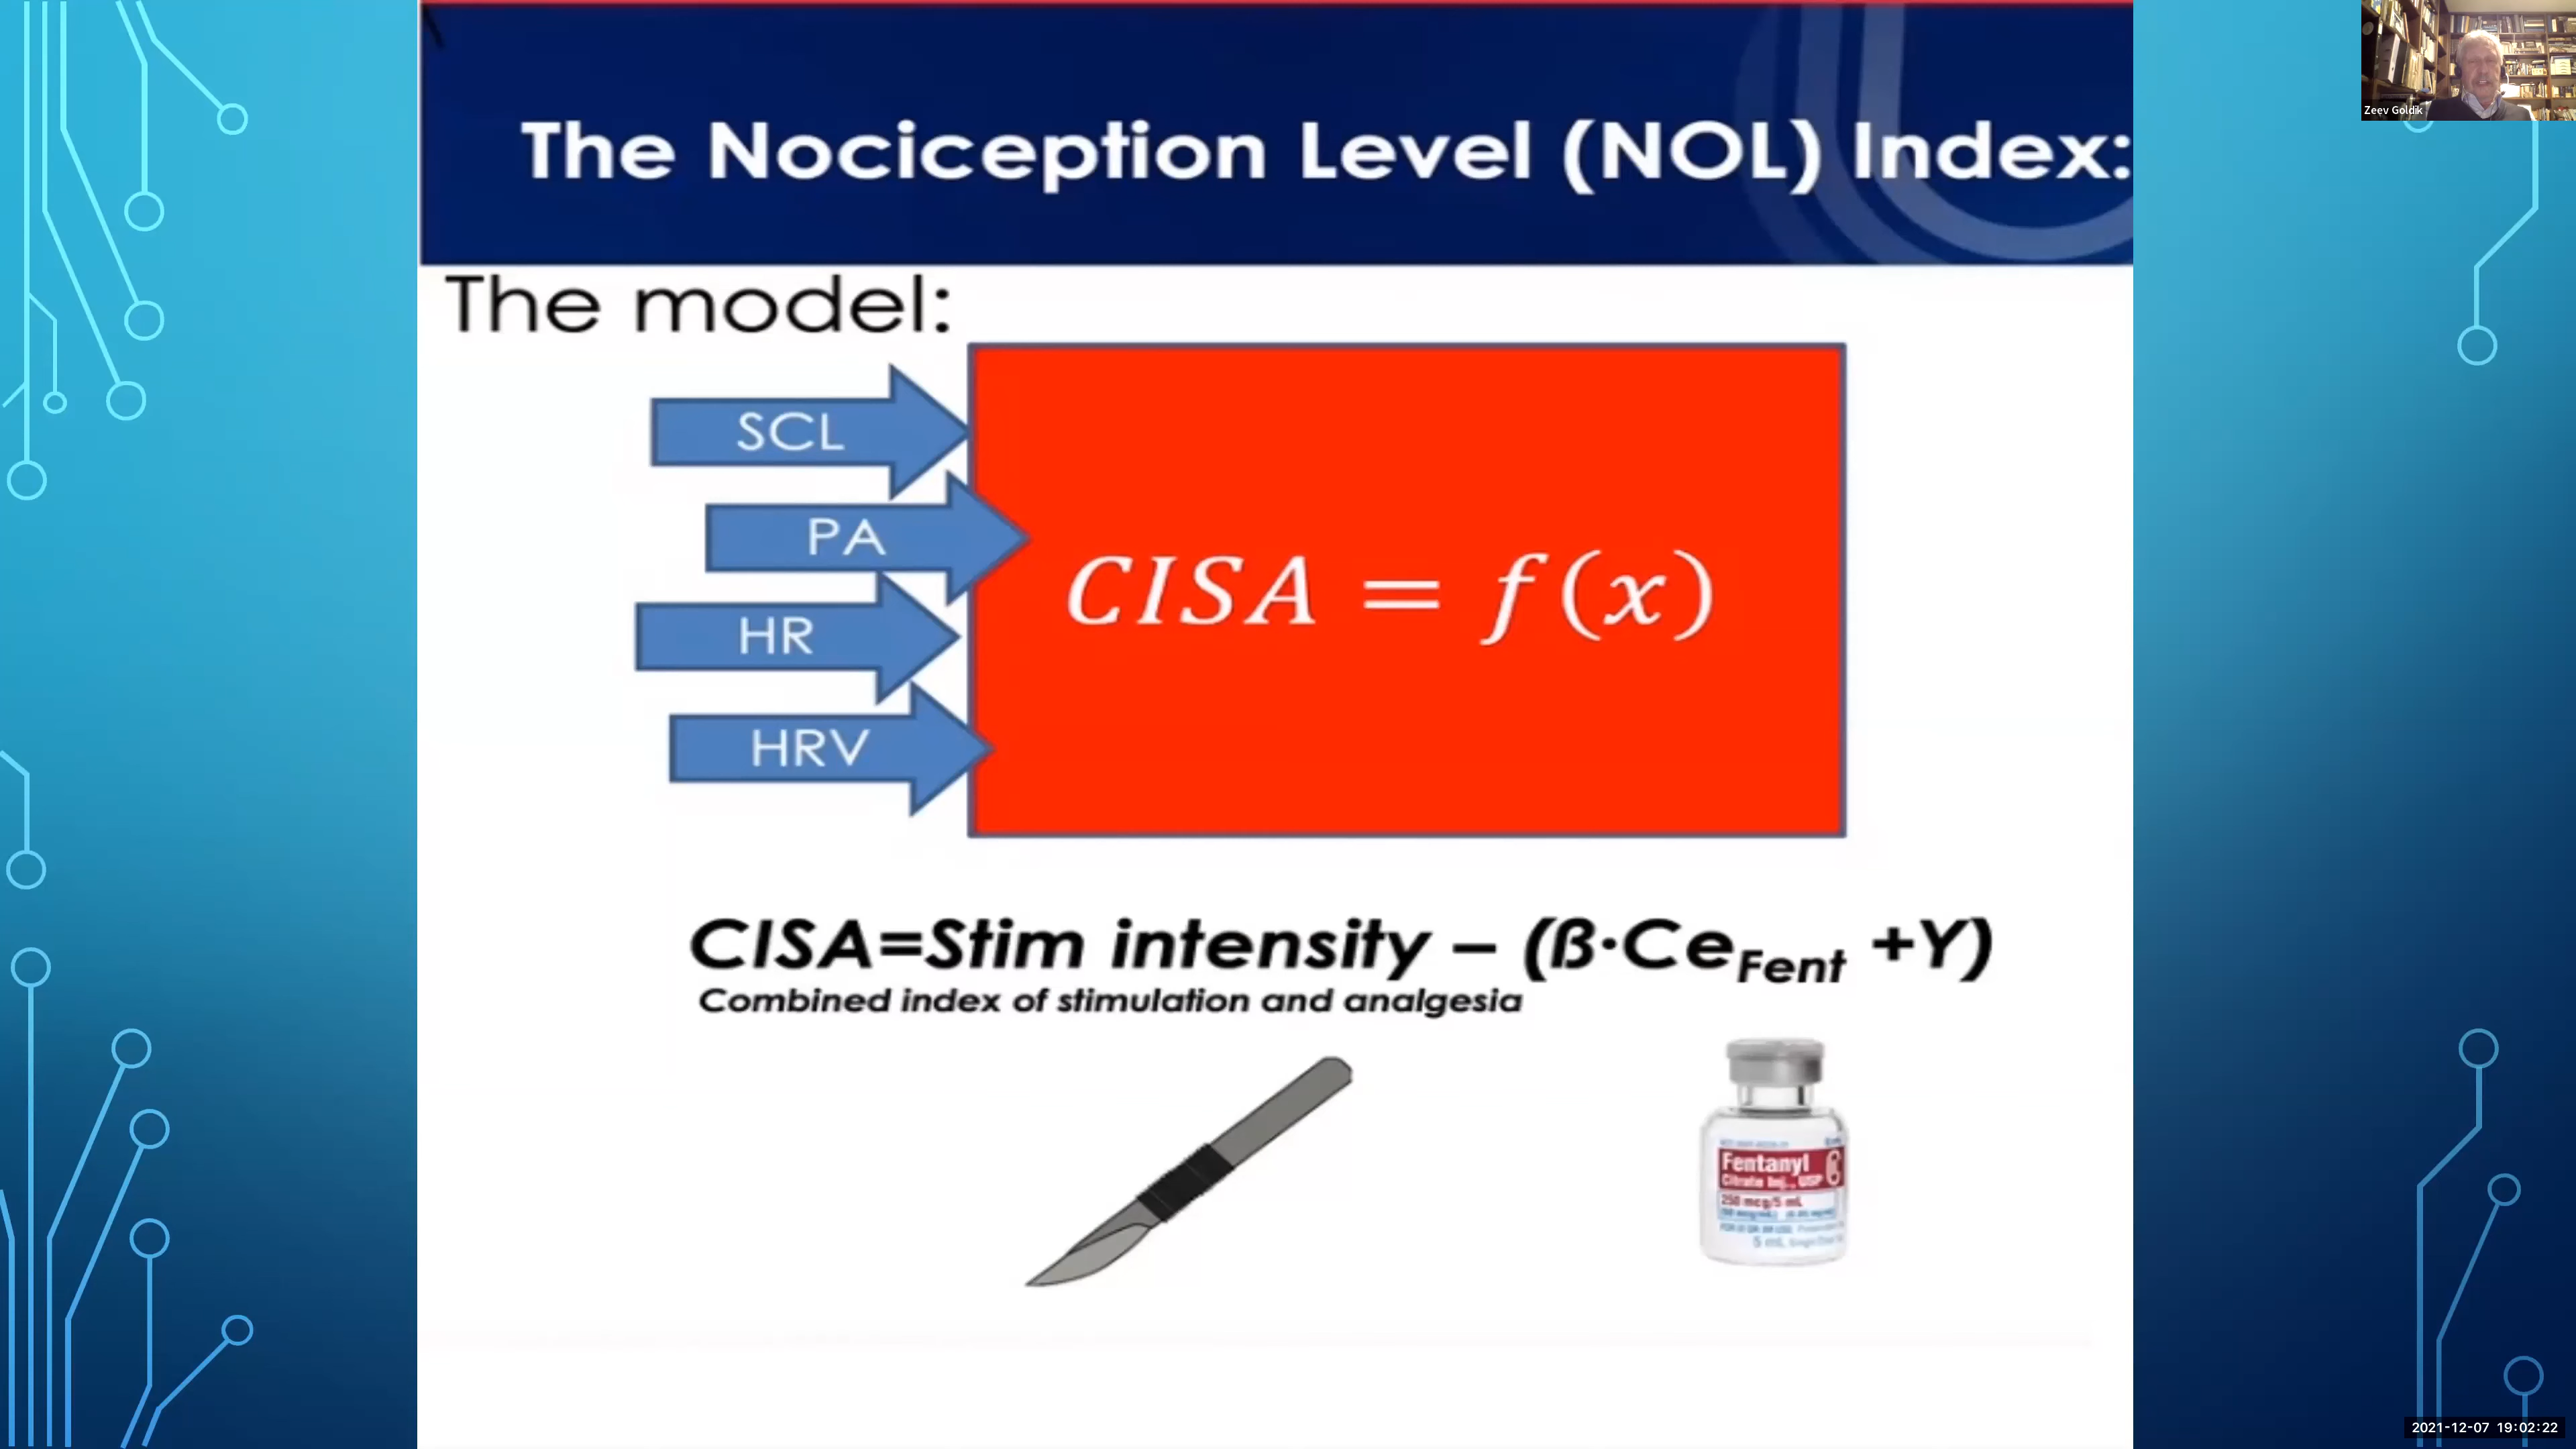 The Nociception Level (NOL) Index:
Zeev Goldik
The model:
SCL
PA
HR
HRV
CISA = f(x)
CISA=Stim intensity – (ß·CeFent +Y)
Combined index of stimulation and analgesia
Fentanyl
Citrate Inj., USP
250 mcg/5 mL
5 mL
2021-12-07 19:02:22